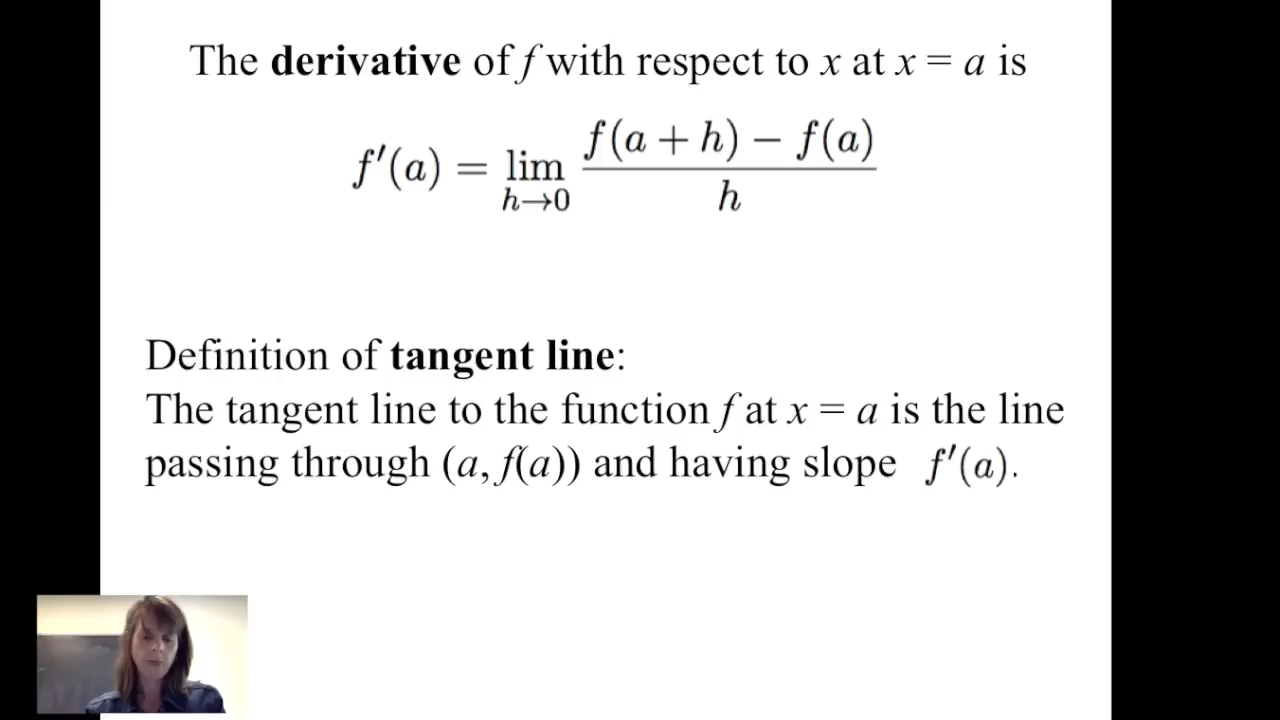 The derivative of f with respect to x at x = a is
f′(a) = lim h→0 f(a + h) − f(a) / h
Definition of tangent line:
The tangent line to the function f at x = a is the line
passing through (a, f(a)) and having slope f′(a).